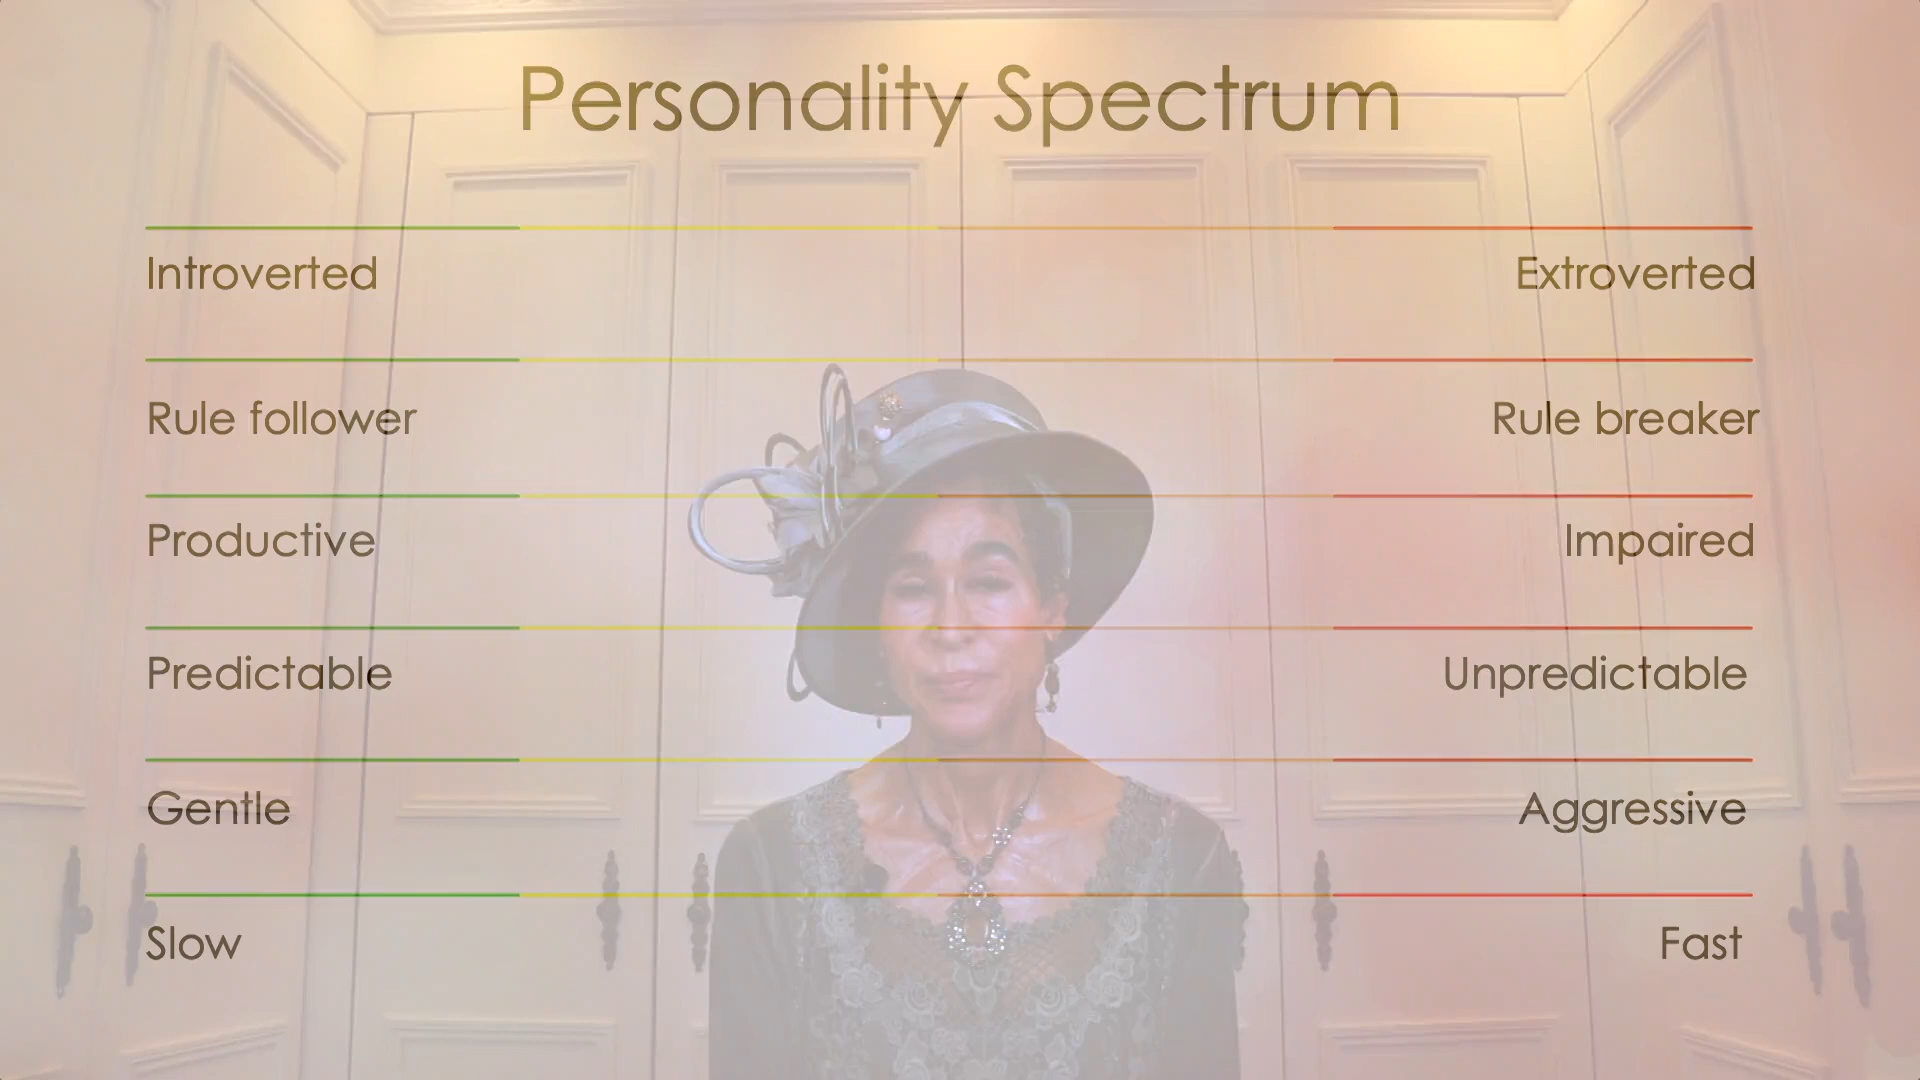 Personality Spectrum
Introverted Extroverted
Rule follower Rule breaker
Productive Impaired
Predictable Unpredictable
Gentle Aggressive
Slow Fast